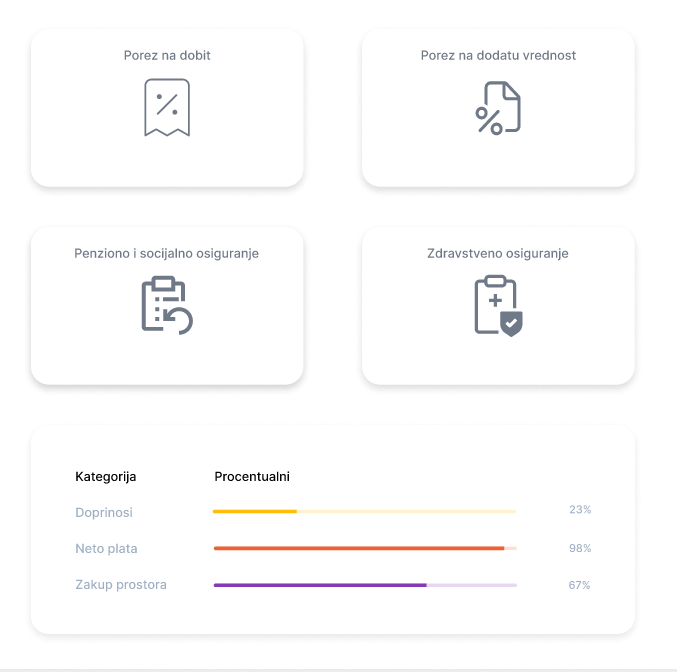 Porez na dobit
Porez na dodatu vrednost
Penziono i socijalno osiguranje
Zdravstveno osiguranje
Kategorija Procentualni
Doprinosi 23%
Neto plata 98%
Zakup prostora 67%